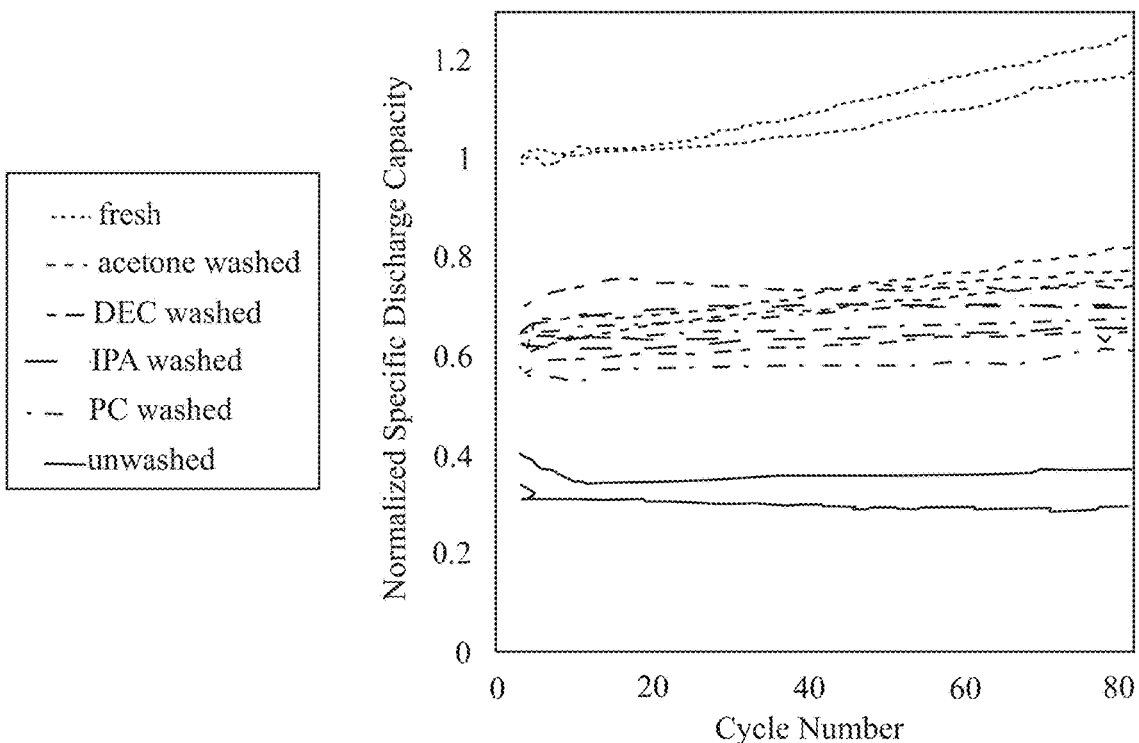 fresh
acetone washed
DEC washed
IPA washed
PC washed
unwashed
Normalized Specific Discharge Capacity
1.2
1
0.8
0.6
0.4
0.2
0
0 20 40 60 80
Cycle Number